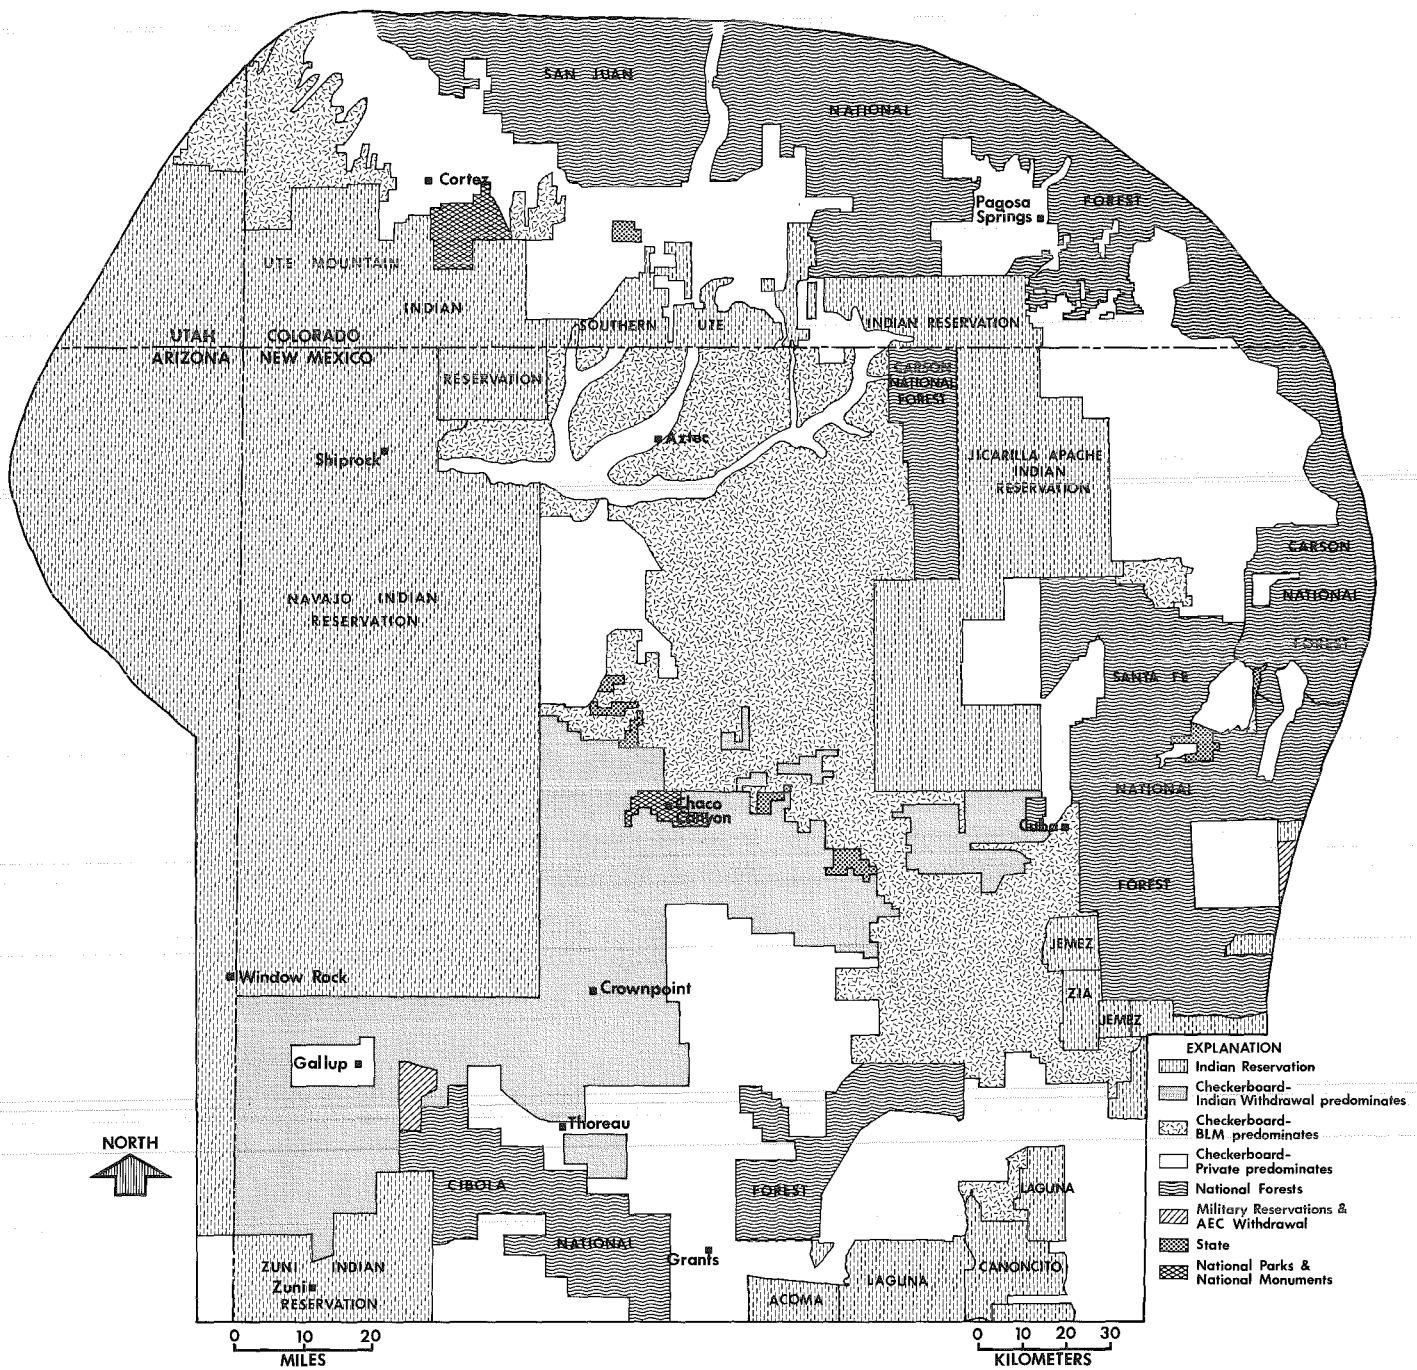 SAN JUAN
NATIONAL
FOREST
Cortez
Pagosa
Springs
UTE MOUNTAIN
INDIAN
RESERVATION
SOUTHERN UTE INDIAN RESERVATION
UTAH COLORADO
ARIZONA NEW MEXICO
CARSON
NATIONAL
FOREST
Aztec
Shiprock
JICARILLA APACHE
INDIAN
RESERVATION
CARSON
NATIONAL
FOREST
NAVAJO INDIAN
RESERVATION
SANTA FE
NATIONAL
FOREST
Chaco
Canyon
Cuba
JEMEZ
ZIA
JEMEZ
Window Rock
Crownpoint
Gallup
Thoreau
NORTH
CIBOLA
NATIONAL
FOREST
Grants
ZUNI INDIAN
Zuni
RESERVATION
ACOMA
LAGUNA
CANONCITO
LAGUNA
EXPLANATION
Indian Reservation
Checkerboard-
Indian Withdrawal predominates
Checkerboard-
BLM predominates
Checkerboard-
Private predominates
National Forests
Military Reservations &
AEC Withdrawal
State
National Parks &
National Monuments
0 10 20
MILES
0 10 20 30
KILOMETERS